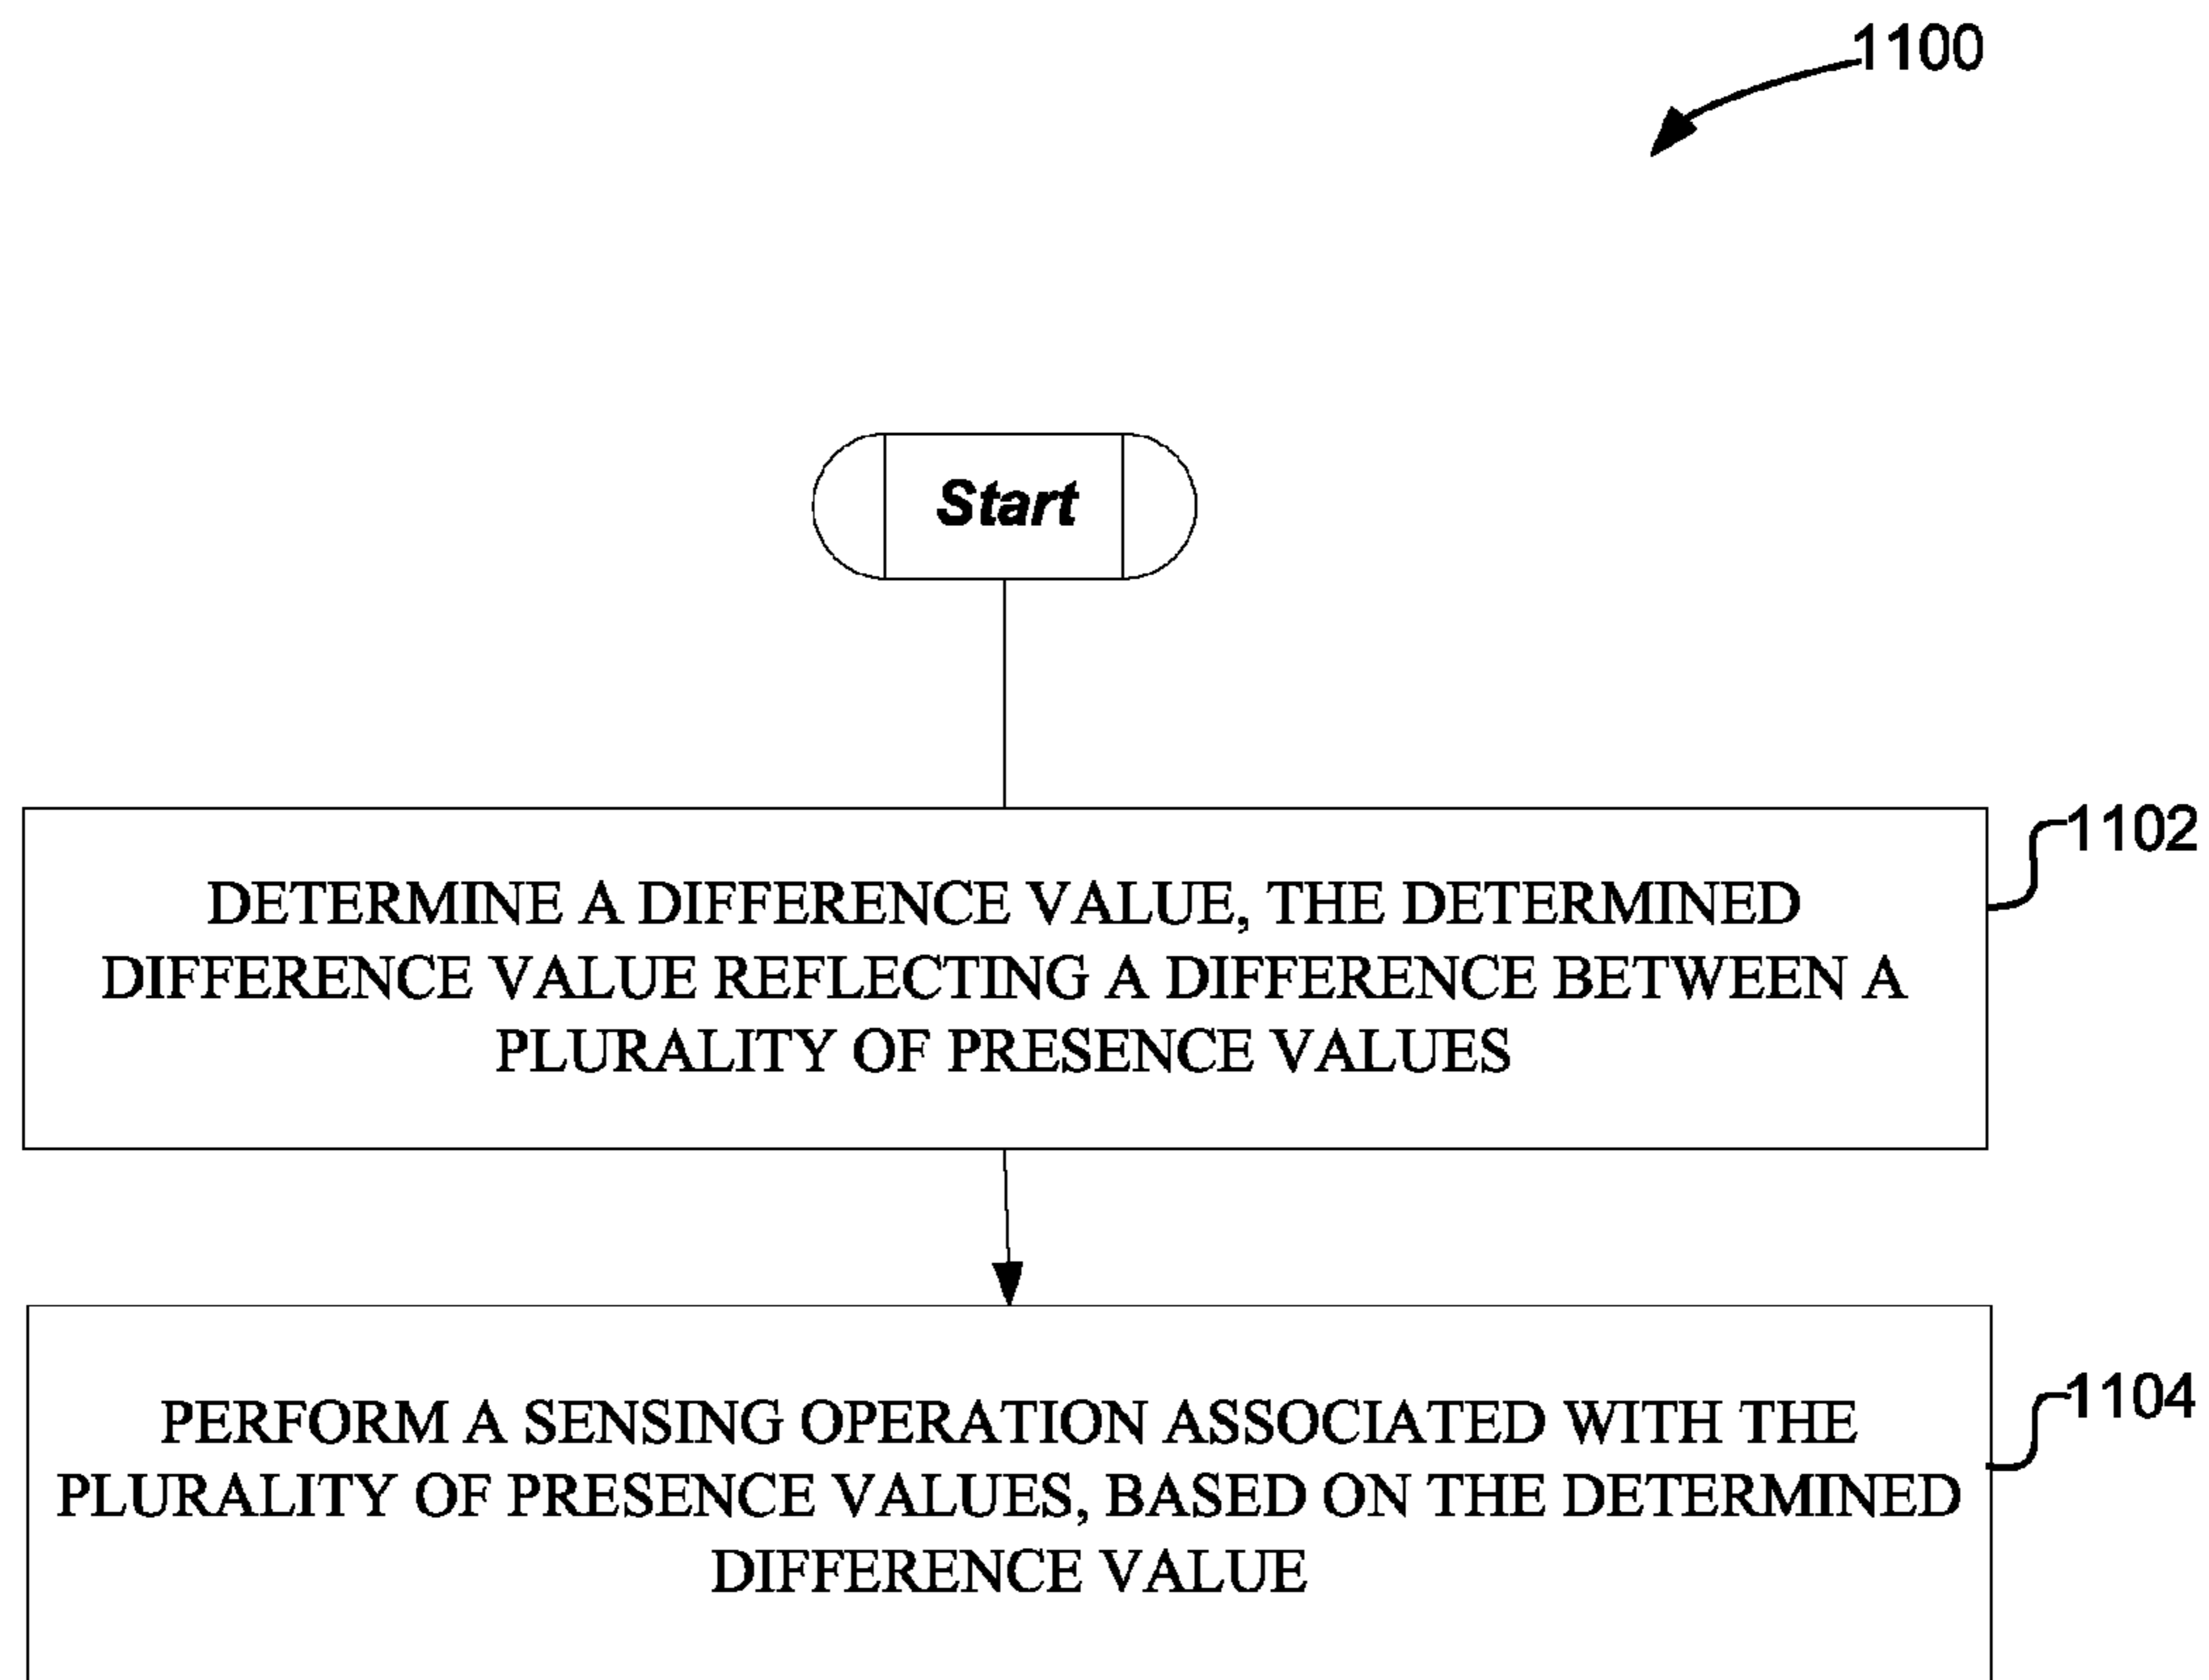 1100
Start
1102
DETERMINE A DIFFERENCE VALUE, THE DETERMINED
DIFFERENCE VALUE REFLECTING A DIFFERENCE BETWEEN A
PLURALITY OF PRESENCE VALUES
1104
PERFORM A SENSING OPERATION ASSOCIATED WITH THE
PLURALITY OF PRESENCE VALUES, BASED ON THE DETERMINED
DIFFERENCE VALUE